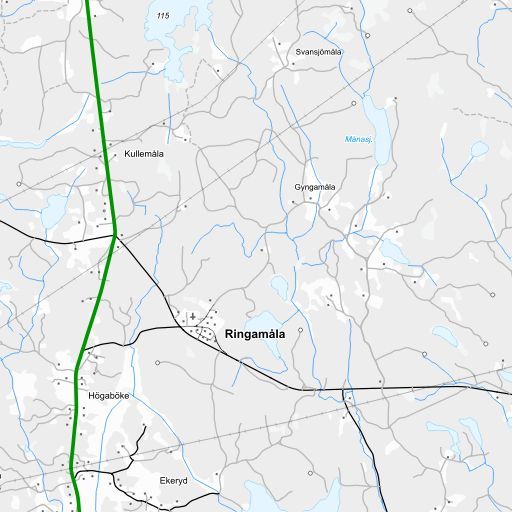 115
Svansjömåla
Månasj.
Kullemåla
Gyngamåla
Ringamåla
Högaböke
Ekeryd